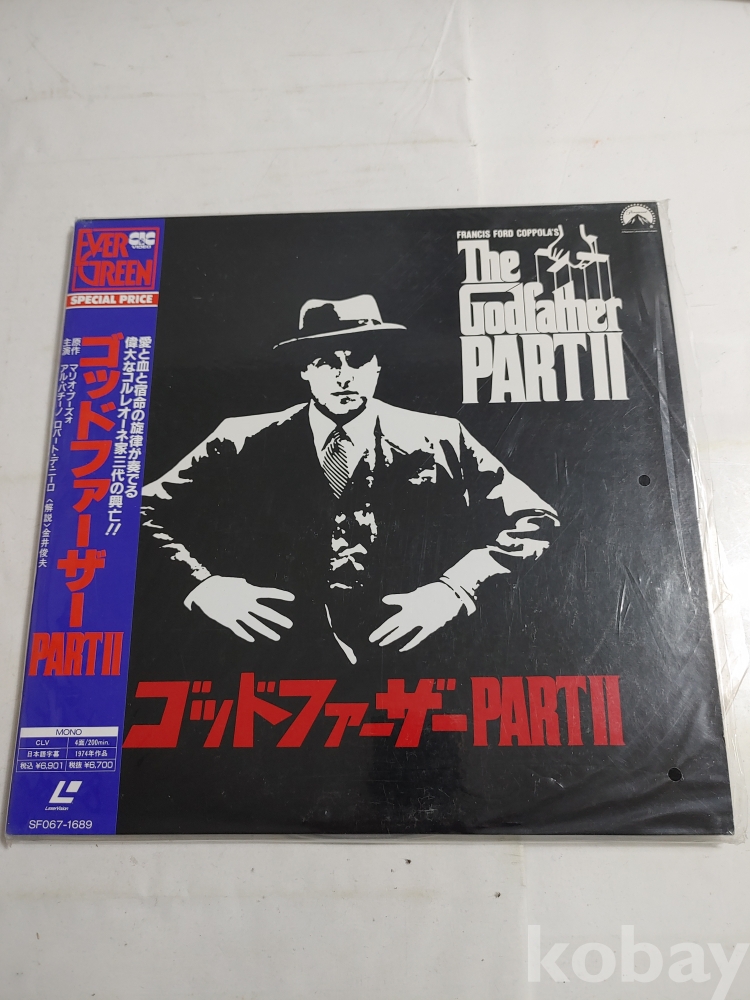 EVER
GREEN
CIC
VIDEO
SPECIAL PRICE
愛と血と宿命の旋律が奏でる
偉大なコルレオーネ家三代の興亡!!
ゴッドファーザー
PART II
原作 マリオ・プーズォ
主演 アル・パチーノ ロバート・デ・ニーロ 〈解説〉金井俊夫
MONO
CLV 4面/200min.
日本語字幕 1974年作品
税込 ¥6,901 税抜 ¥6,700
LaserVision
SF067-1689
FRANCIS FORD COPPOLA'S
The
Godfather
PART II
ゴッドファーザー PART II
kobay